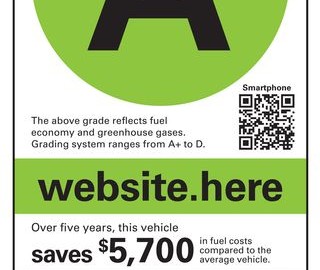 A
Smartphone
The above grade reflects fuel
economy and greenhouse gases.
Grading system ranges from A+ to D.
website.here
Over five years, this vehicle
saves $5,700 in fuel costs
compared to the
average vehicle.